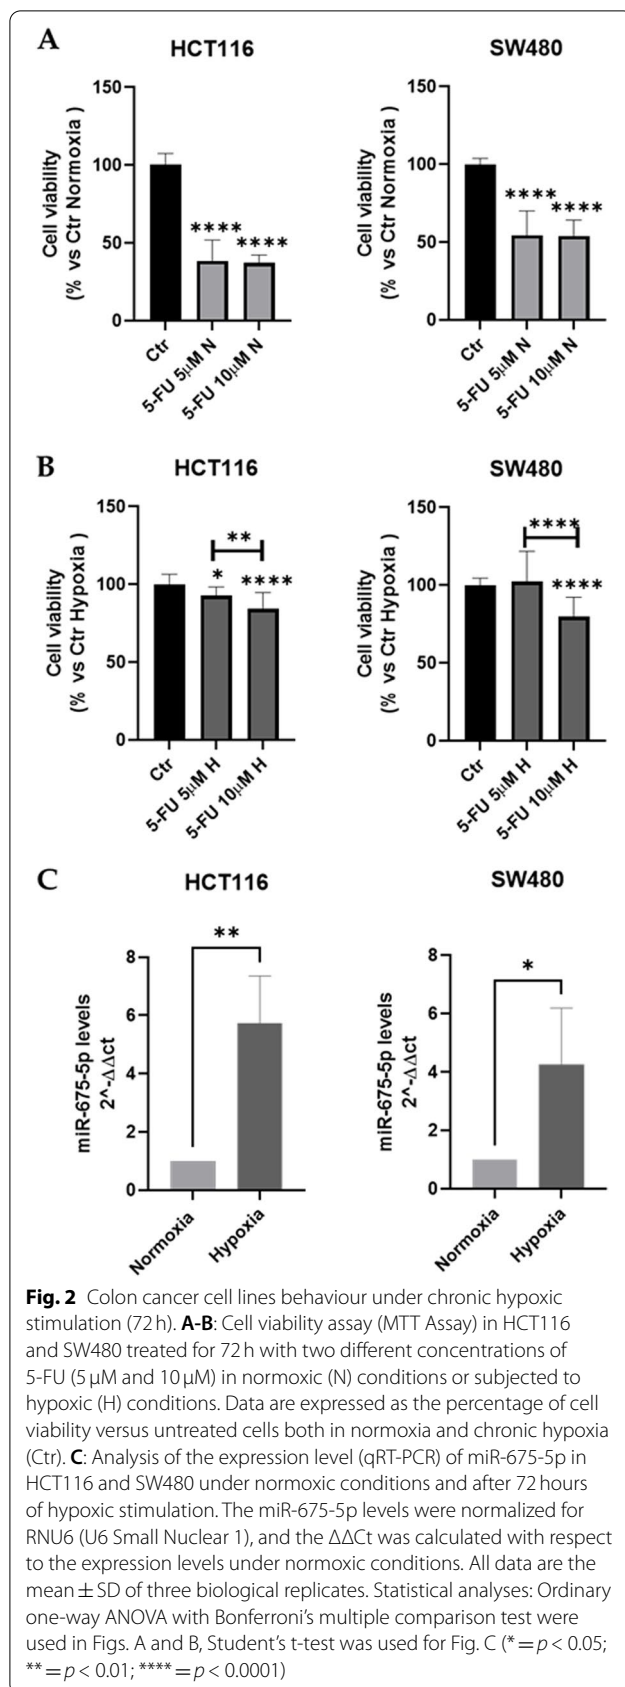 A
HCT116
SW480
Cell viability
(% vs Ctr Normoxia )
150
100
50
0
****
****
Ctr
5-FU 5μM N
5-FU 10μM N
Cell viability
(% vs Ctr Normoxia )
150
100
50
0
****
****
Ctr
5-FU 5μM N
5-FU 10μM N
B
HCT116
SW480
Cell viability
(% vs Ctr Hypoxia )
150
100
50
0
**
*
****
Ctr
5-FU 5μM H
5-FU 10μM H
Cell viability
(% vs Ctr Hypoxia )
150
100
50
0
****
****
Ctr
5-FU 5μM H
5-FU 10μM H
C
HCT116
SW480
miR-675-5p levels
2^-ΔΔct
8
6
4
2
0
**
Normoxia
Hypoxia
miR-675-5p levels
2^-ΔΔct
8
6
4
2
0
*
Normoxia
Hypoxia
Fig. 2 Colon cancer cell lines behaviour under chronic hypoxic
stimulation (72 h). A-B: Cell viability assay (MTT Assay) in HCT116
and SW480 treated for 72 h with two different concentrations of
5-FU (5 μM and 10 μM) in normoxic (N) conditions or subjected to
hypoxic (H) conditions. Data are expressed as the percentage of cell
viability versus untreated cells both in normoxia and chronic hypoxia
(Ctr). C: Analysis of the expression level (qRT-PCR) of miR-675-5p in
HCT116 and SW480 under normoxic conditions and after 72 hours
of hypoxic stimulation. The miR-675-5p levels were normalized for
RNU6 (U6 Small Nuclear 1), and the ΔΔCt was calculated with respect
to the expression levels under normoxic conditions. All data are the
mean ± SD of three biological replicates. Statistical analyses: Ordinary
one-way ANOVA with Bonferroni's multiple comparison test were
used in Figs. A and B, Student's t-test was used for Fig. C (* = p < 0.05;
** = p < 0.01; **** = p < 0.0001)